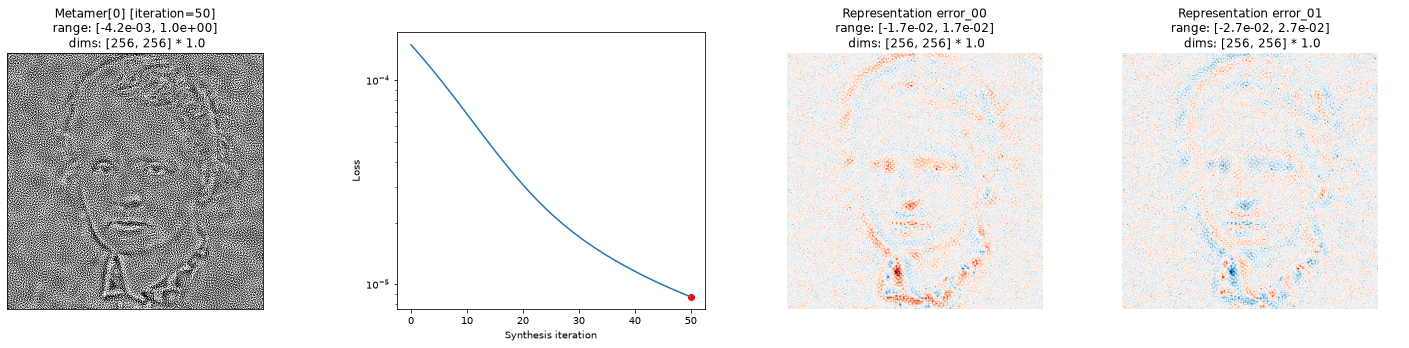 Metamer[0] [iteration=50]
range: [-4.2e-03, 1.0e+00]
dims: [256, 256] * 1.0
Loss
10⁻⁴
10⁻⁵
0 10 20 30 40 50
Synthesis iteration
Representation error_00
range: [-1.7e-02, 1.7e-02]
dims: [256, 256] * 1.0
Representation error_01
range: [-2.7e-02, 2.7e-02]
dims: [256, 256] * 1.0